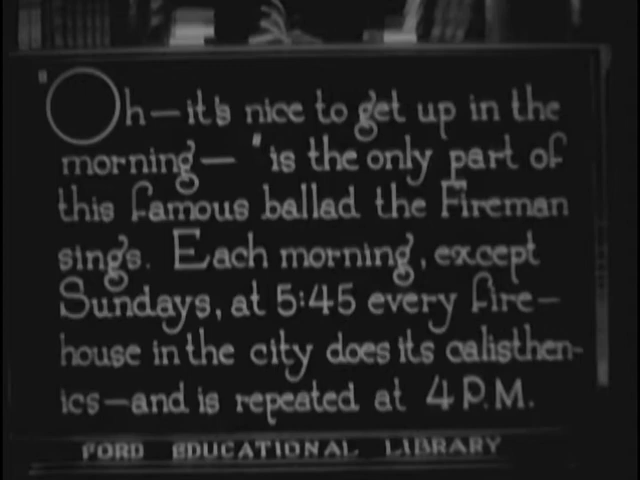 "Oh—it's nice to get up in the
morning—" is the only part of
this famous ballad the Fireman
sings. Each morning, except
Sundays, at 5:45 every fire-
house in the city does its calisthen-
ics—and is repeated at 4 P.M.
FORD EDUCATIONAL LIBRARY